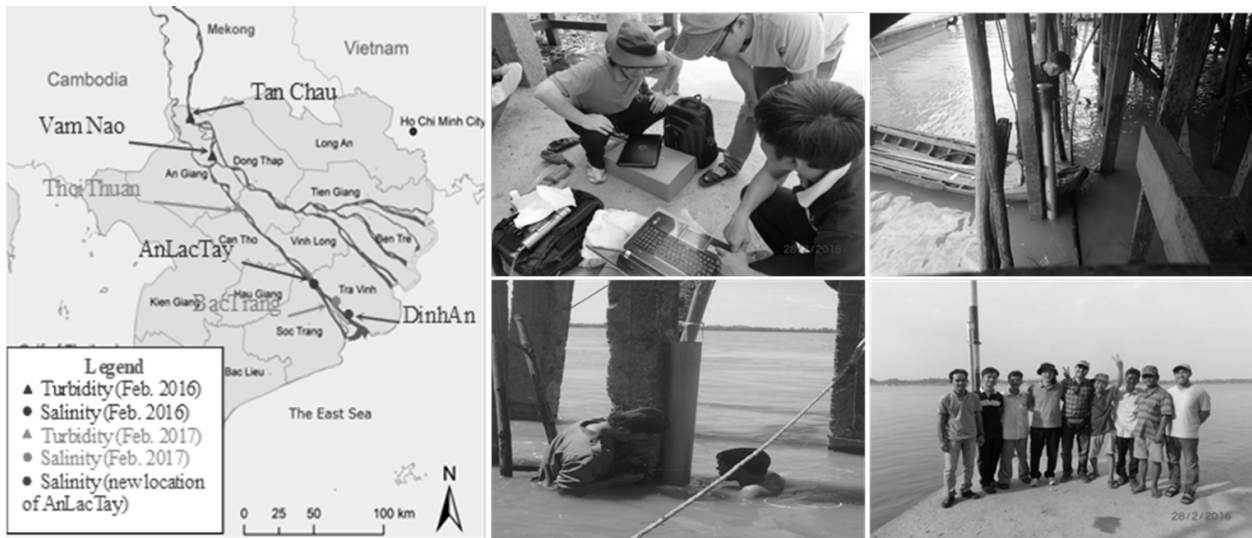 Mekong
Vietnam
Cambodia
Tan Chau
Ho Chi Minh City
Vam Nao
Long An
Dong Thap
An Giang
Thoi Thuan
Tien Giang
Can Tho
Vinh Long
Ben Tre
AnLacTay
Kien Giang
Hau Giang
Tra Vinh
BacTrang
DinhAn
Soc Trang
Bac Lieu
The East Sea
Legend
Turbidity (Feb. 2016)
Salinity (Feb. 2016)
Turbidity (Feb. 2017)
Salinity (Feb. 2017)
Salinity (new location
of AnLacTay)
N
0 25 50 100 km
28/2/2016
28/2/2016